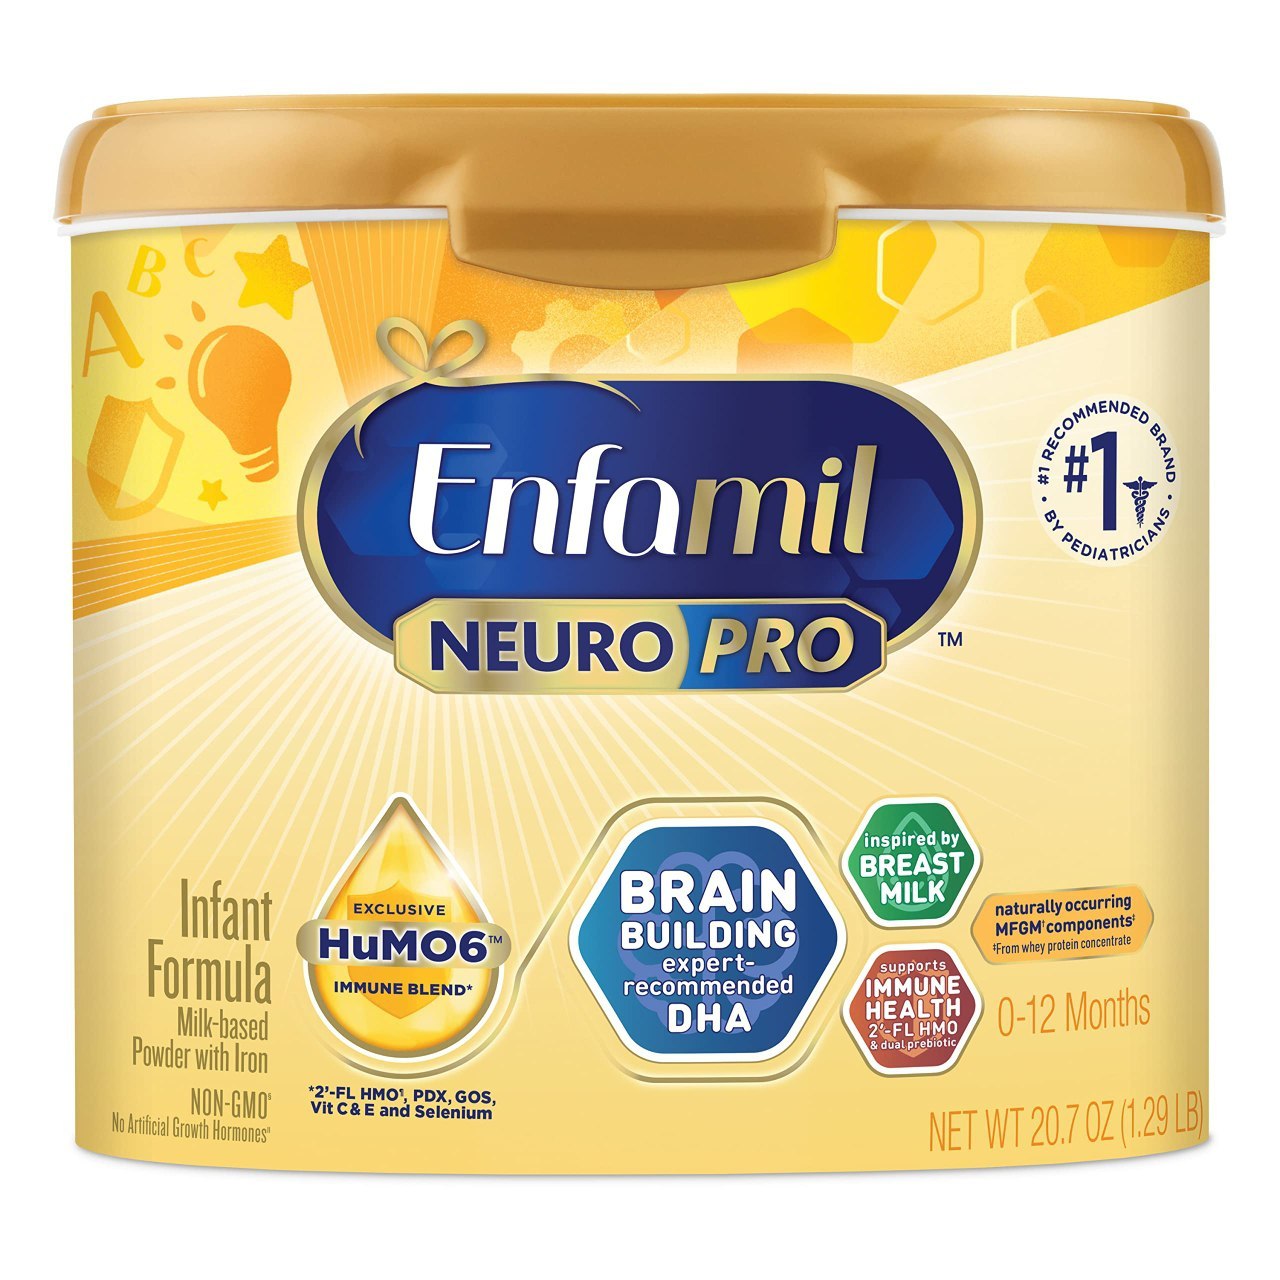 A B C
Enfamil
NEURO PRO
™
#1 RECOMMENDED BRAND
#1
BY PEDIATRICIANS
Infant
Formula
Milk-based
Powder with Iron
NON-GMO§
No Artificial Growth Hormones"
EXCLUSIVE
HuMO6™
IMMUNE BLEND*
*2'-FL HMO¶, PDX, GOS,
Vit C & E and Selenium
BRAIN
BUILDING
expert-
recommended
DHA
inspired by
BREAST
MILK
supports
IMMUNE
HEALTH
2'-FL HMO
& dual prebiotic
naturally occurring
MFGM† components‡
‡From whey protein concentrate
0-12 Months
NET WT 20.7 OZ (1.29 LB)